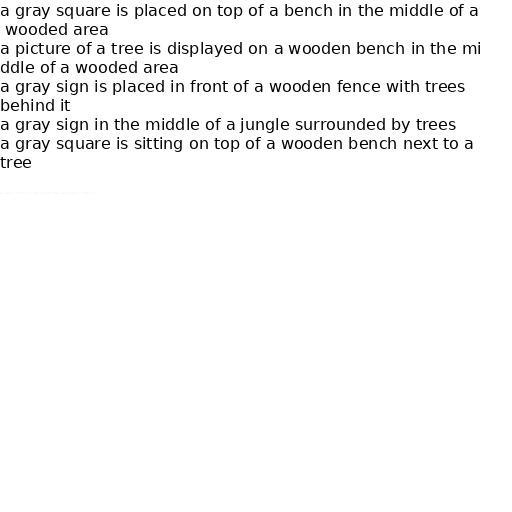 a gray square is placed on top of a bench in the middle of a
wooded area
a picture of a tree is displayed on a wooden bench in the mi
ddle of a wooded area
a gray sign is placed in front of a wooden fence with trees
behind it
a gray sign in the middle of a jungle surrounded by trees
a gray square is sitting on top of a wooden bench next to a
tree